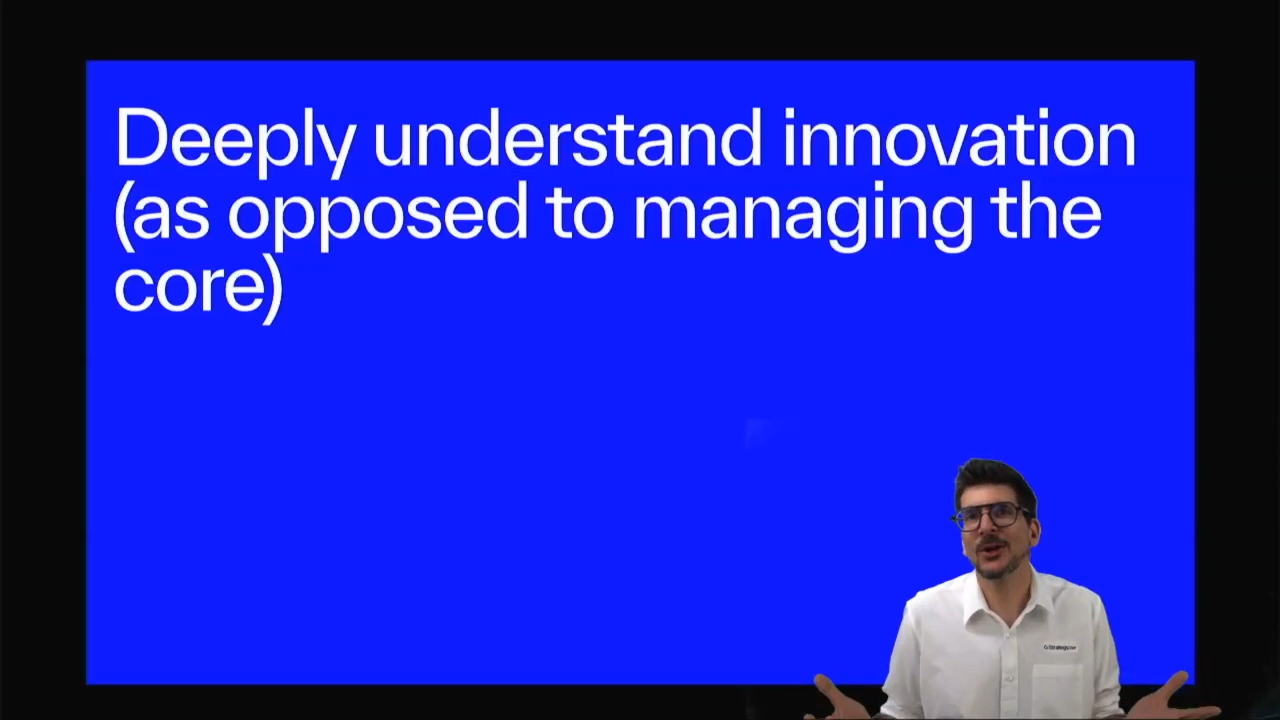 Deeply understand innovation
(as opposed to managing the
core)